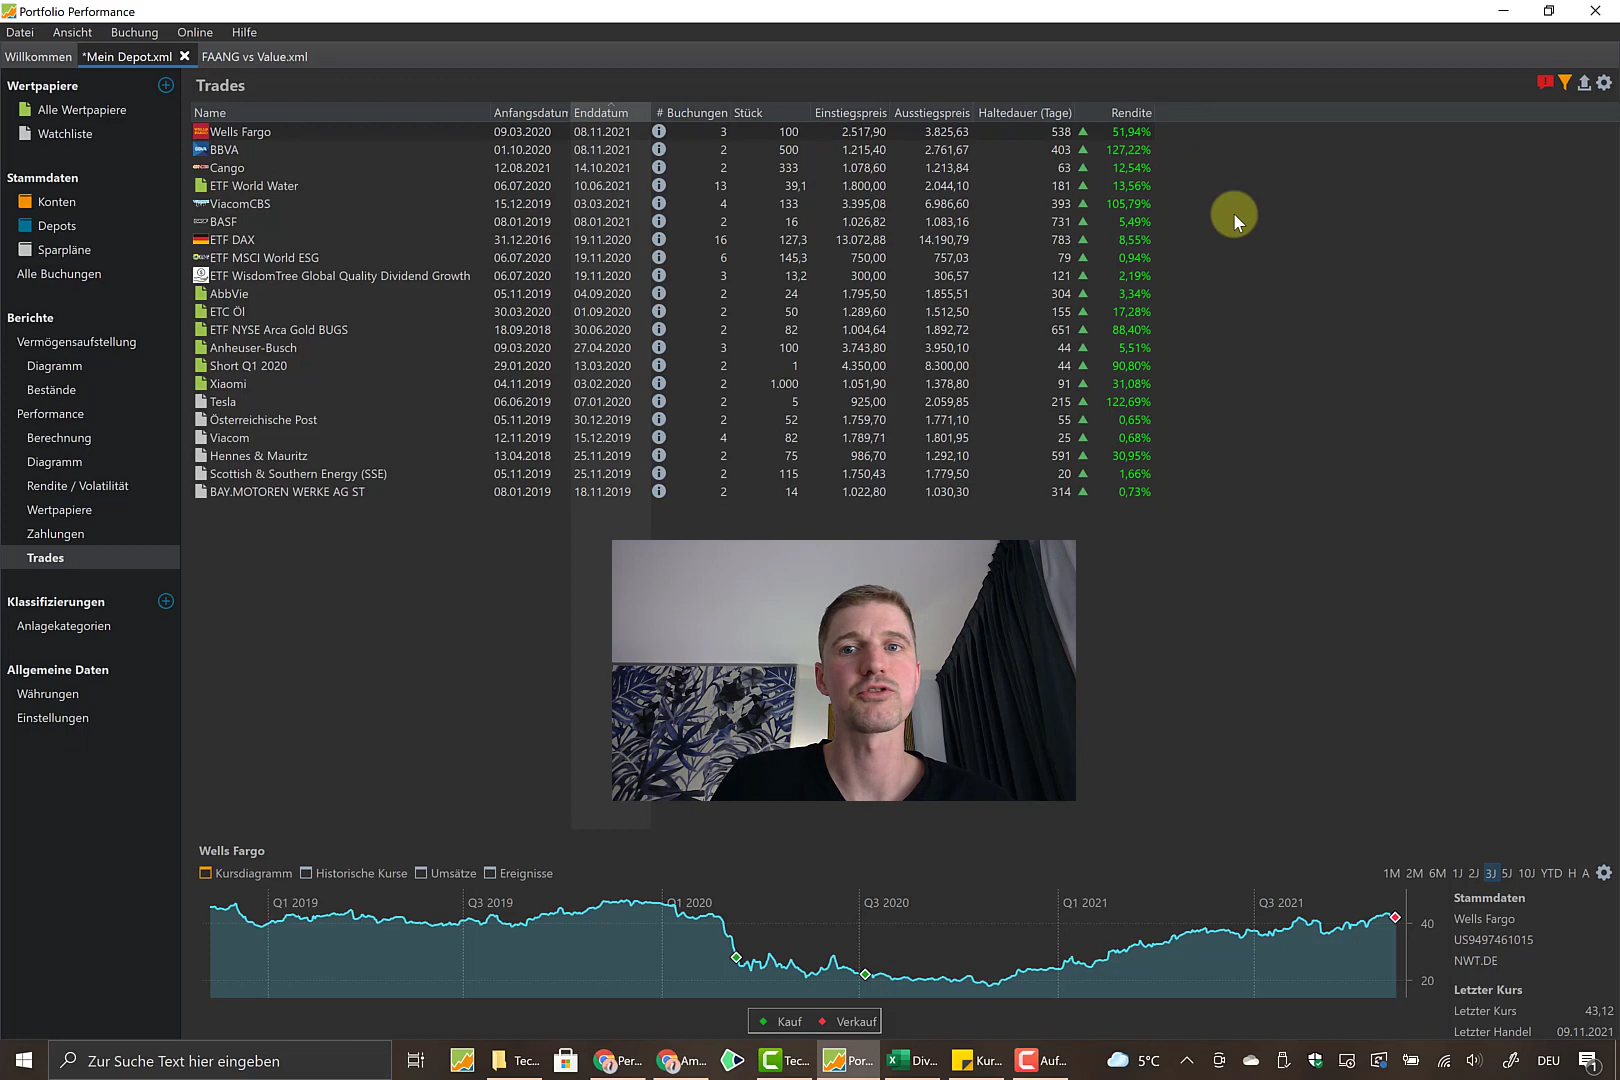 Portfolio Performance
Datei Ansicht Buchung Online Hilfe
Willkommen *Mein Depot.xml FAANG vs Value.xml
Wertpapiere
Alle Wertpapiere
Watchliste
Stammdaten
Konten
Depots
Sparpläne
Alle Buchungen
Berichte
Vermögensaufstellung
Diagramm
Bestände
Performance
Berechnung
Diagramm
Rendite / Volatilität
Wertpapiere
Zahlungen
Trades
Klassifizierungen
Anlagekategorien
Allgemeine Daten
Währungen
Einstellungen
Trades
Name Anfangsdatum Enddatum # Buchungen Stück Einstiegspreis Ausstiegspreis Haltedauer (Tage) Rendite
Wells Fargo 09.03.2020 08.11.2021 3 100 2.517,90 3.825,63 538 51,94%
BBVA 01.10.2020 08.11.2021 2 500 1.215,40 2.761,67 403 127,22%
Cango 12.08.2021 14.10.2021 2 333 1.078,60 1.213,84 63 12,54%
ETF World Water 06.07.2020 10.06.2021 13 39,1 1.800,00 2.044,10 181 13,56%
ViacomCBS 15.12.2019 03.03.2021 4 133 3.395,08 6.986,60 393 105,79%
BASF 08.01.2019 08.01.2021 2 16 1.026,82 1.083,16 731 5,49%
ETF DAX 31.12.2016 19.11.2020 16 127,3 13.072,88 14.190,79 783 8,55%
ETF MSCI World ESG 06.07.2020 19.11.2020 6 145,3 750,00 757,03 79 0,94%
ETF WisdomTree Global Quality Dividend Growth 06.07.2020 19.11.2020 3 13,2 300,00 306,57 121 2,19%
AbbVie 05.11.2019 04.09.2020 2 24 1.795,50 1.855,51 304 3,34%
ETC Öl 30.03.2020 01.09.2020 2 50 1.289,60 1.512,50 155 17,28%
ETF NYSE Arca Gold BUGS 18.09.2018 30.06.2020 2 82 1.004,64 1.892,72 651 88,40%
Anheuser-Busch 09.03.2020 27.04.2020 3 100 3.743,80 3.950,10 44 5,51%
Short Q1 2020 29.01.2020 13.03.2020 2 1 4.350,00 8.300,00 44 90,80%
Xiaomi 04.11.2019 03.02.2020 2 1.000 1.051,90 1.378,80 91 31,08%
Tesla 06.06.2019 07.01.2020 2 5 925,00 2.059,85 215 122,69%
Österreichische Post 05.11.2019 30.12.2019 2 52 1.759,70 1.771,10 55 0,65%
Viacom 12.11.2019 15.12.2019 4 82 1.789,71 1.801,95 25 0,68%
Hennes & Mauritz 13.04.2018 25.11.2019 2 75 986,70 1.292,10 591 30,95%
Scottish & Southern Energy (SSE) 05.11.2019 25.11.2019 2 115 1.750,43 1.779,50 20 1,66%
BAY.MOTOREN WERKE AG ST 08.01.2019 18.11.2019 2 14 1.022,80 1.030,30 314 0,73%
Wells Fargo
Kursdiagramm Historische Kurse Umsätze Ereignisse
1M 2M 6M 1J 2J 3J 5J 10J YTD H A
Q1 2019 Q3 2019 Q1 2020 Q3 2020 Q1 2021 Q3 2021
40
20
Kauf Verkauf
Stammdaten
Wells Fargo
US9497461015
NWT.DE
Letzter Kurs
Letzter Kurs 43,12
Letzter Handel 09.11.2021
Zur Suche Text hier eingeben Tec... Per... Am... Tec... Por... Div... Kur... Auf... 5°C DEU 1